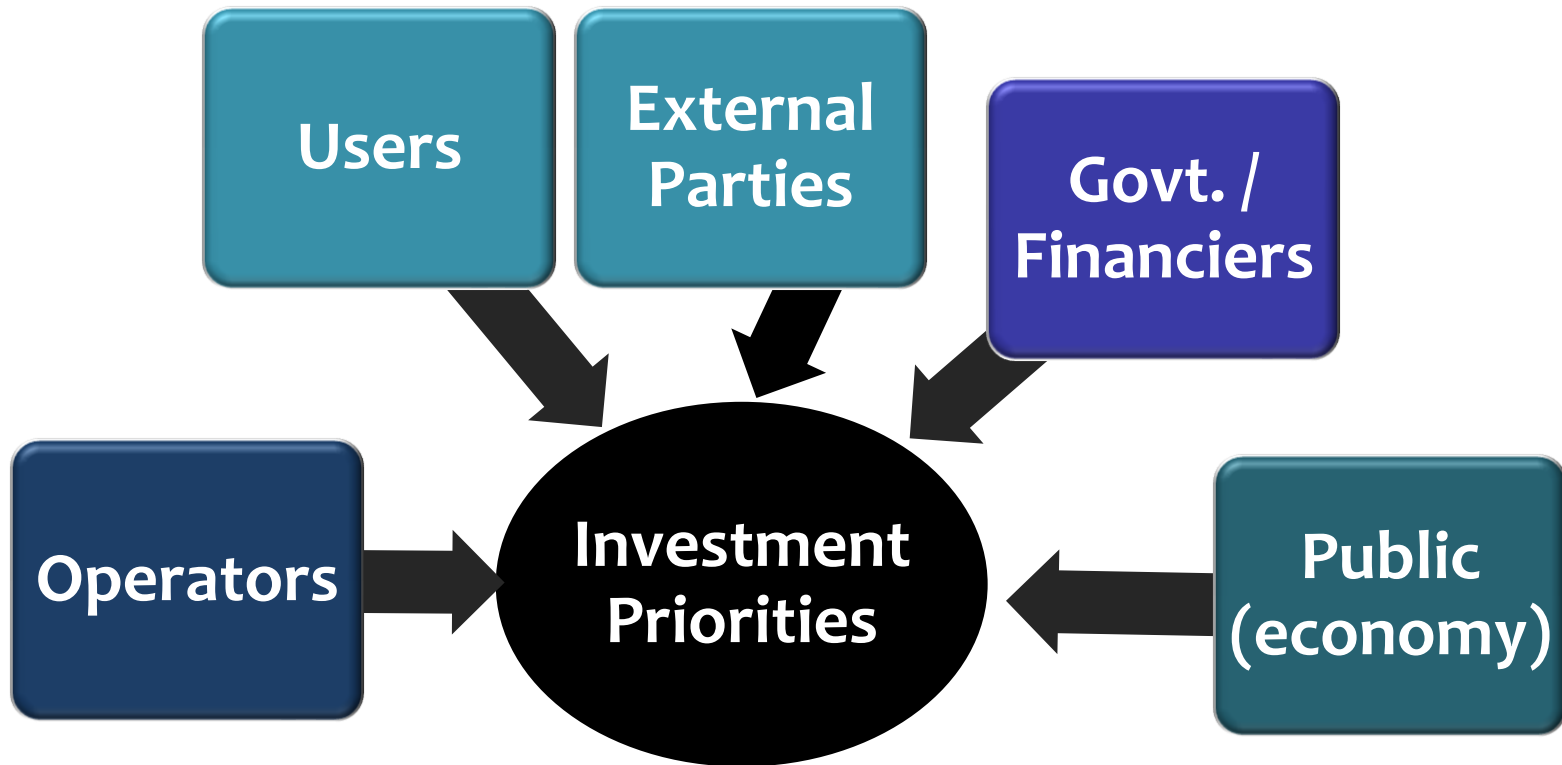 Users
External
Parties
Govt. /
Financiers
Operators
Investment
Priorities
Public
(economy)